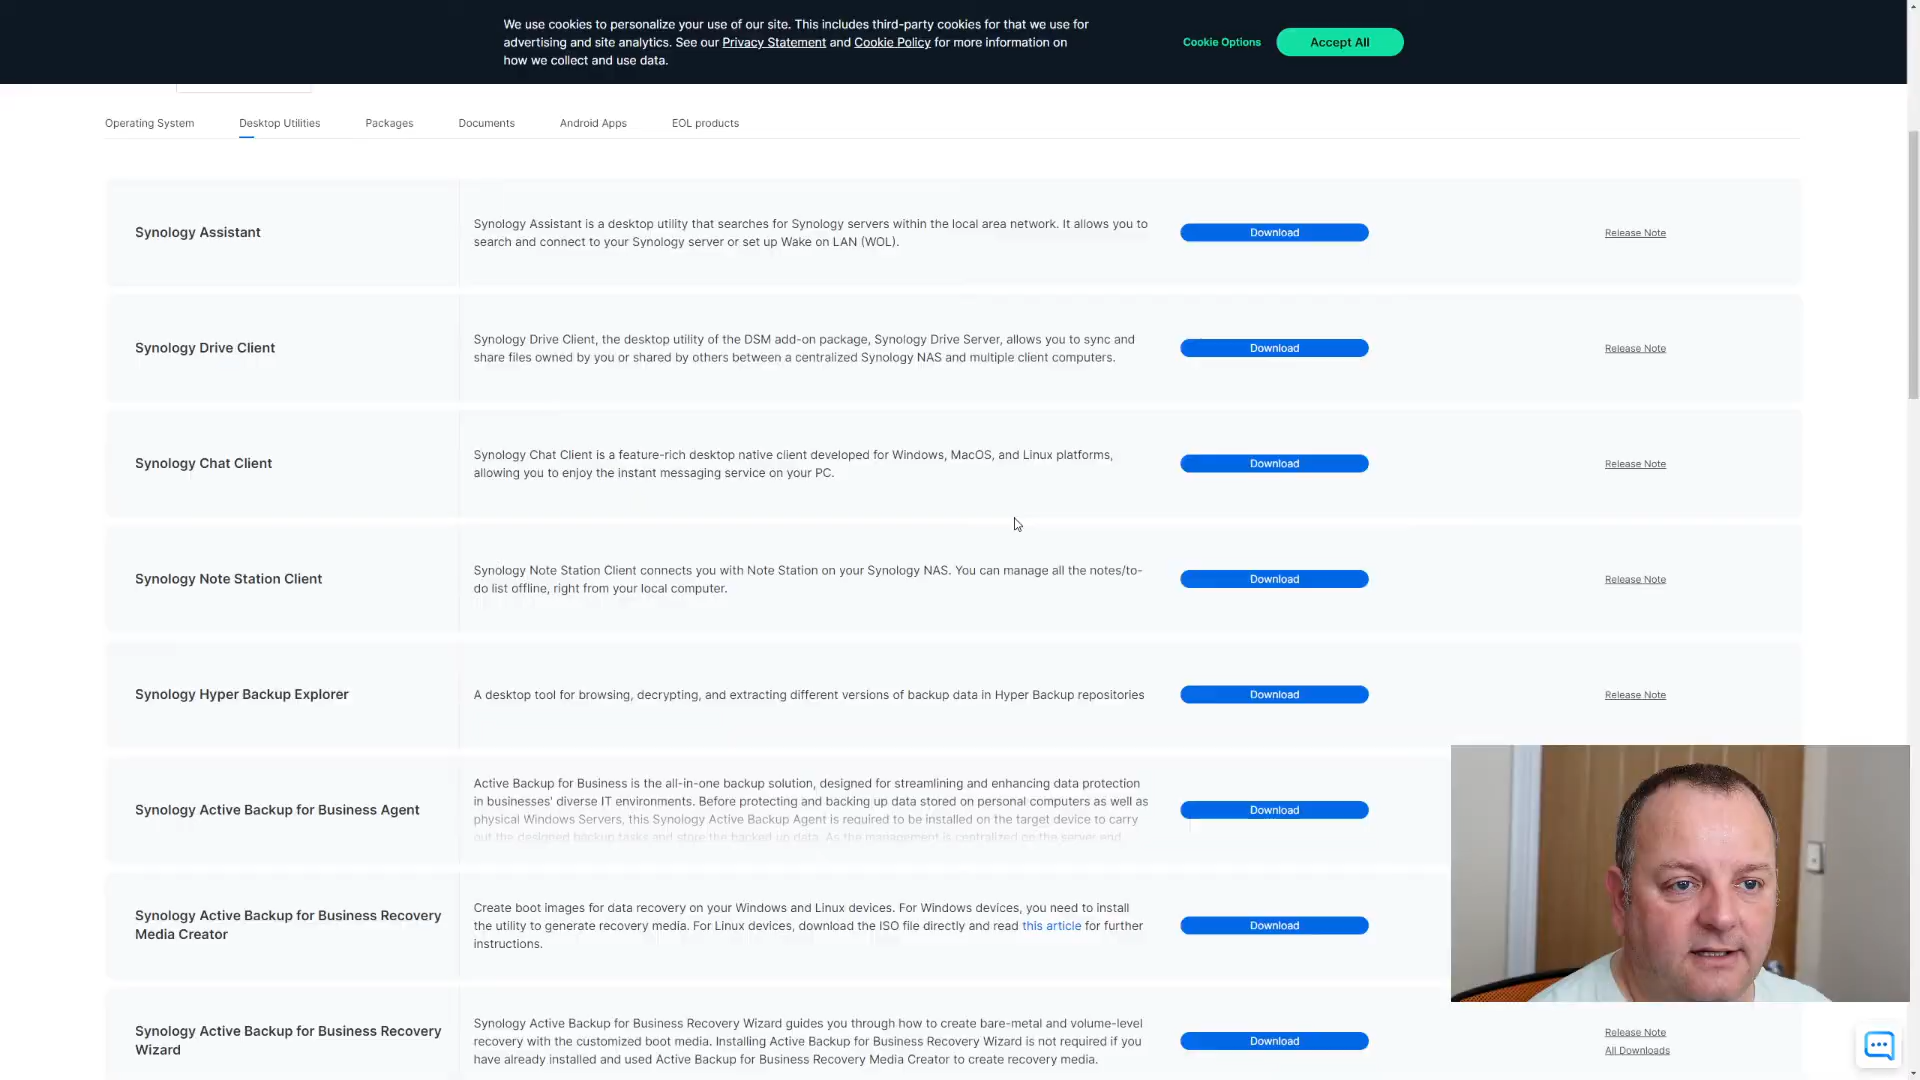 We use cookies to personalize your use of our site. This includes third-party cookies for that we use for
advertising and site analytics. See our Privacy Statement and Cookie Policy for more information on
how we collect and use data.
Cookie Options
Accept All
Operating System
Desktop Utilities
Packages
Documents
Android Apps
EOL products
Synology Assistant
Synology Assistant is a desktop utility that searches for Synology servers within the local area network. It allows you to
search and connect to your Synology server or set up Wake on LAN (WOL).
Download
Release Note
Synology Drive Client
Synology Drive Client, the desktop utility of the DSM add-on package, Synology Drive Server, allows you to sync and
share files owned by you or shared by others between a centralized Synology NAS and multiple client computers.
Download
Release Note
Synology Chat Client
Synology Chat Client is a feature-rich desktop native client developed for Windows, MacOS, and Linux platforms,
allowing you to enjoy the instant messaging service on your PC.
Download
Release Note
Synology Note Station Client
Synology Note Station Client connects you with Note Station on your Synology NAS. You can manage all the notes/to-
do list offline, right from your local computer.
Download
Release Note
Synology Hyper Backup Explorer
A desktop tool for browsing, decrypting, and extracting different versions of backup data in Hyper Backup repositories
Download
Release Note
Synology Active Backup for Business Agent
Active Backup for Business is the all-in-one backup solution, designed for streamlining and enhancing data protection
in businesses' diverse IT environments. Before protecting and backing up data stored on personal computers as well as
physical Windows Servers, this Synology Active Backup Agent is required to be installed on the target device to carry
out the designed backup tasks and store the backed up data. As the management is centralized on the server end
Download
Synology Active Backup for Business Recovery
Media Creator
Create boot images for data recovery on your Windows and Linux devices. For Windows devices, you need to install
the utility to generate recovery media. For Linux devices, download the ISO file directly and read this article for further
instructions.
Download
Synology Active Backup for Business Recovery
Wizard
Synology Active Backup for Business Recovery Wizard guides you through how to create bare-metal and volume-level
recovery with the customized boot media. Installing Active Backup for Business Recovery Wizard is not required if you
have already installed and used Active Backup for Business Recovery Media Creator to create recovery media.
Download
Release Note
All Downloads